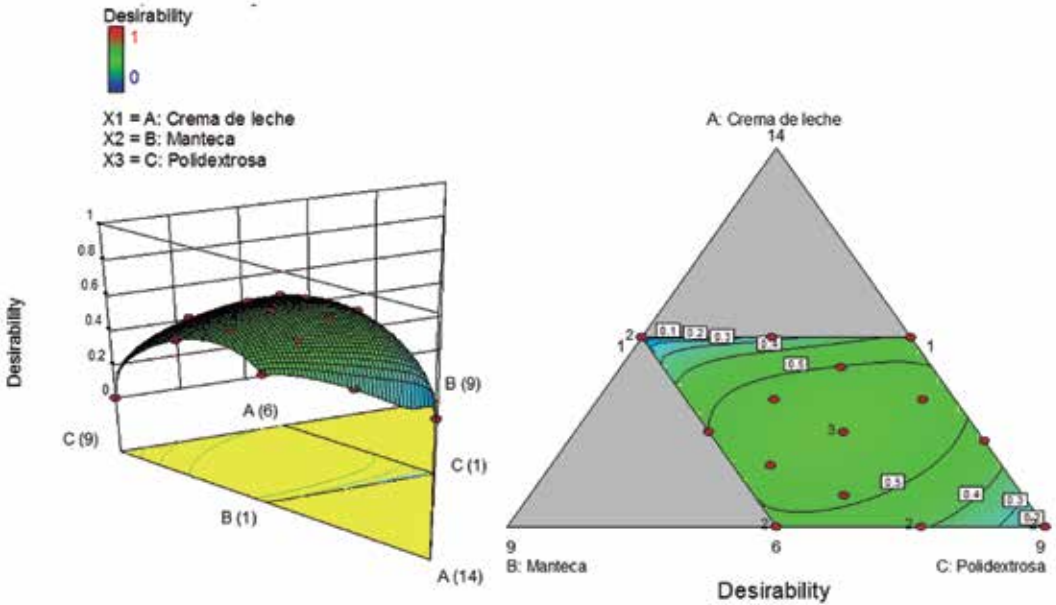 Desirability
1
0
X1 = A: Crema de leche
X2 = B: Manteca
X3 = C: Polidextrosa
1
0.8
0.6
0.4
0.2
0
Desirability
C (9)
A (6)
B (9)
C (1)
B (1)
A (14)
A: Crema de leche
14
2
1
0.1
0.2
0.3
0.4
1
0.5
3
0.5
0.4
0.3
0.2
2
2
2
9
6
9
B: Manteca
C: Polidextrosa
Desirability